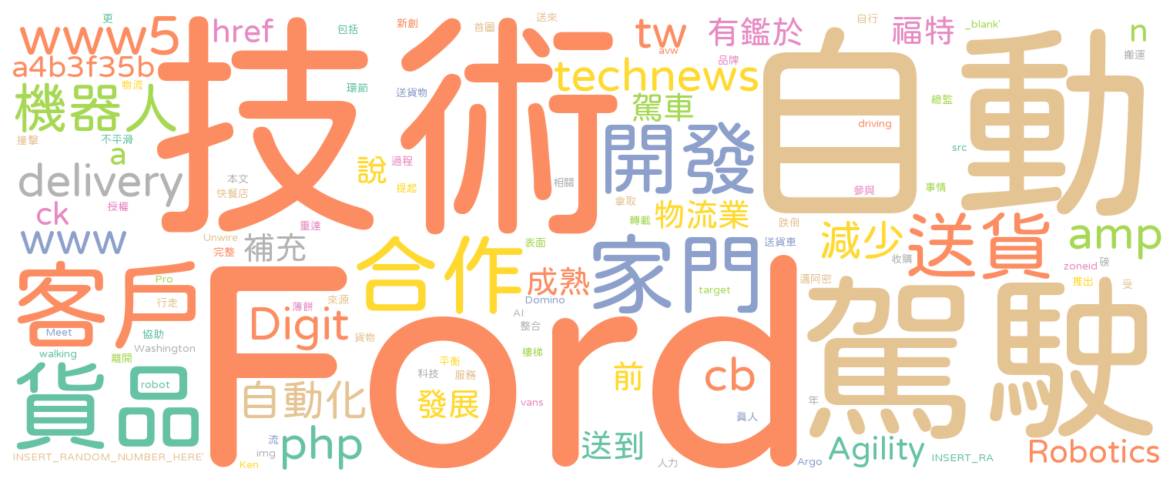 更
包括
新創
首圖
送來
自行
_blank'
www5
href
技術
tw
avw
有鑑於
福特
自動
n
搬運
a4b3f35b
物流
環節
品牌
technews
機器人
送貨物
駕車
總監
撞擊
不平滑
driving
開發
a
src
delivery
本文
快餐店
說
過程
提起
相關
參與
事情
拿取
ck
授權
轉載
物流業
跌倒
www
Unwire
完整
重達
補充
合作
表面
家門
送貨車
減少
收購
送貨
amp
zoneid
磅
推出
受
客戶
Pro
行走
薄餅
來源
成熟
Domino
target
邁阿密
駕駛
Meet
協助
Washington
Digit
貨物
AI
整合
walking
離開
Ford
平衡
科技
服務
樓梯
前
cb
貨品
robot
自動化
發展
vans
真人
年
流
img
php
送到
Agility
Robotics
INSERT_RANDOM_NUMBER_HERE'
Ken
人力
Argo
INSERT_RA